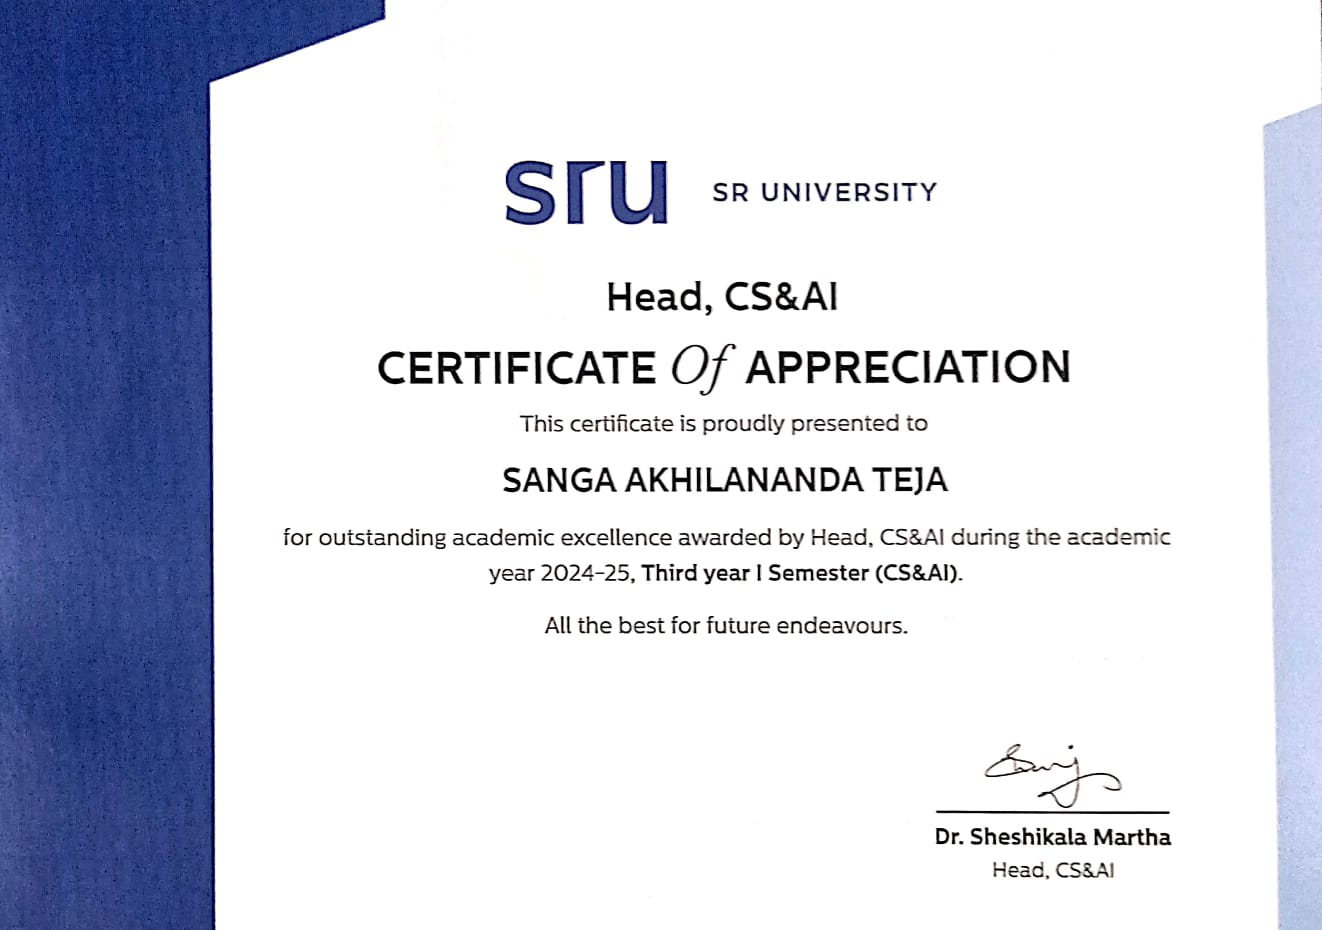 sru SR UNIVERSITY
Head, CS&AI
CERTIFICATE Of APPRECIATION
This certificate is proudly presented to
SANGA AKHILANANDA TEJA
for outstanding academic excellence awarded by Head, CS&AI during the academic
year 2024-25, Third year I Semester (CS&AI).
All the best for future endeavours.
Dr. Sheshikala Martha
Head, CS&AI